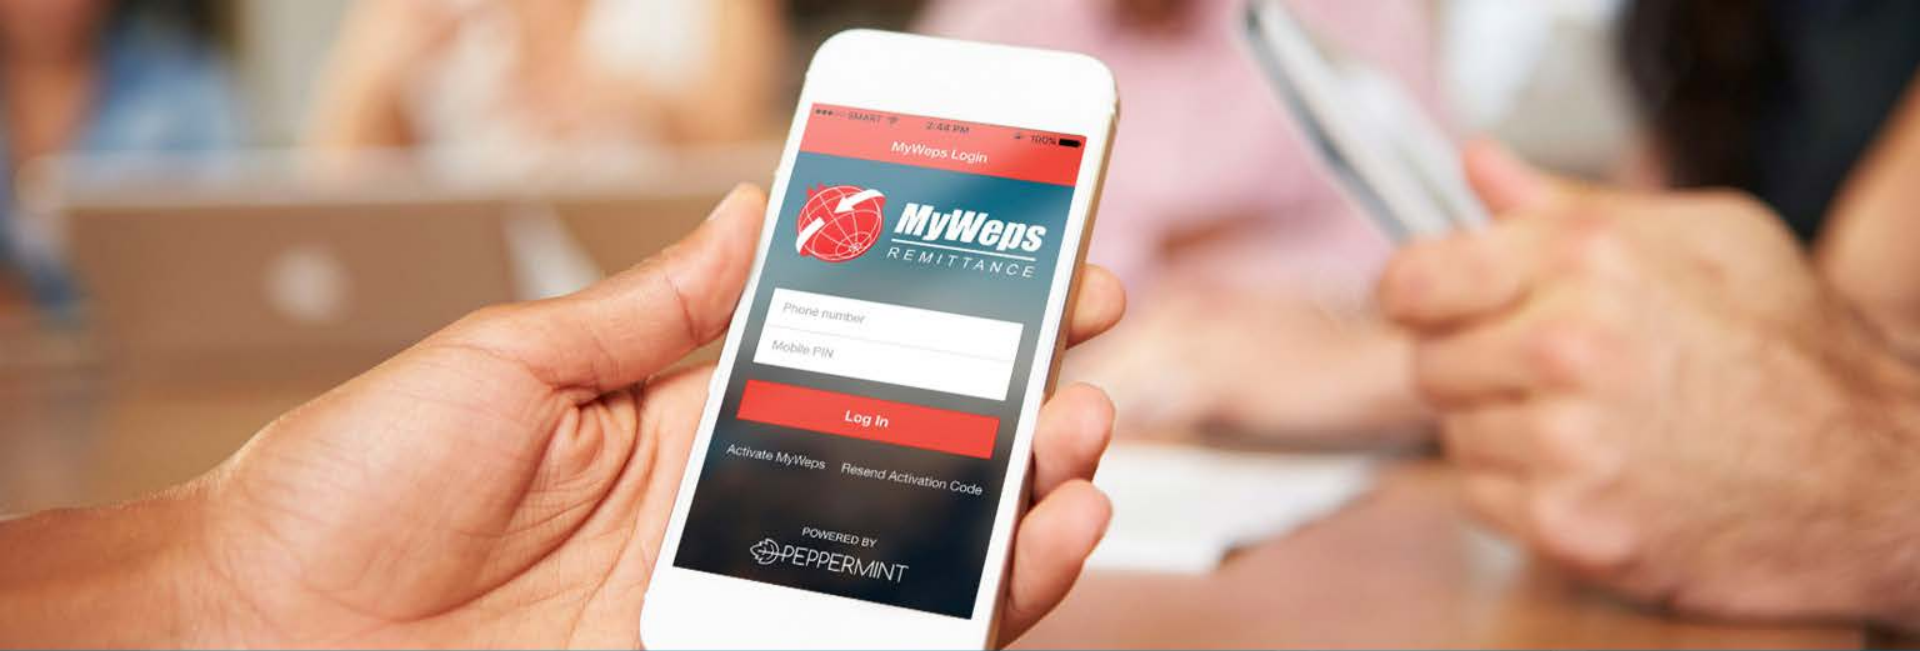 SMART 2:44 PM 100%
MyWeps Login
MyWeps
REMITTANCE
Phone number
Mobile PIN
Log In
Activate MyWeps Resend Activation Code
POWERED BY
PEPPERMINT